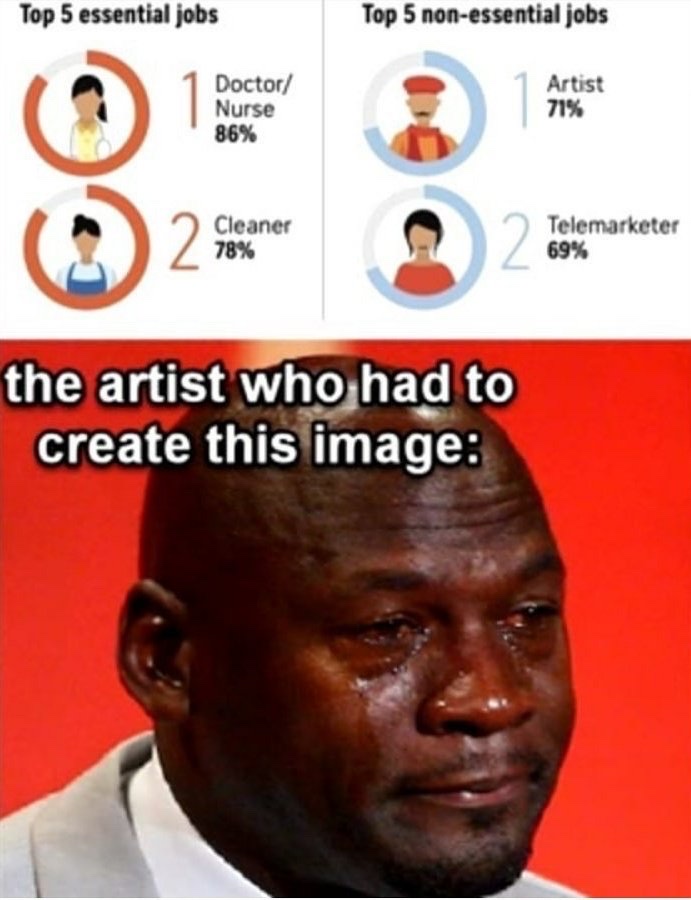 Top 5 essential jobs
1
Doctor/
Nurse
86%
2
Cleaner
78%
Top 5 non-essential jobs
1
Artist
71%
2
Telemarketer
69%
the artist who had to
create this image: